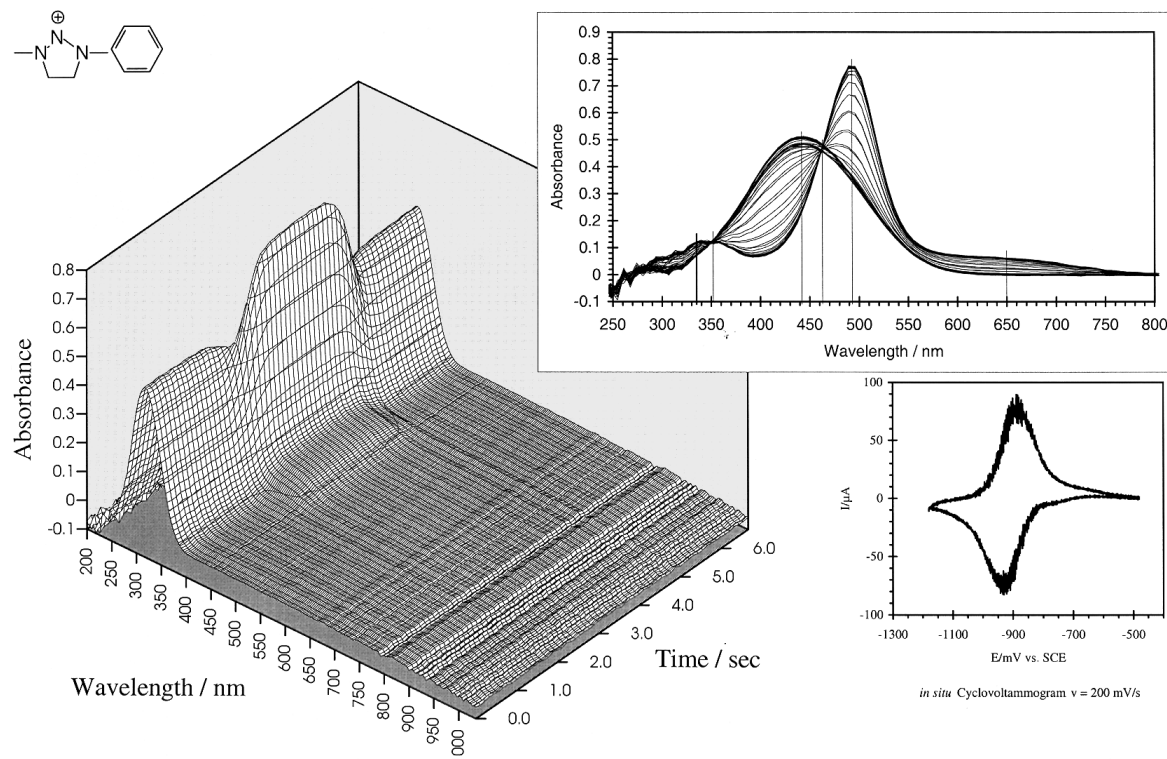 ⊕
N
N N
0.9
0.8
0.7
0.6
0.5
0.4
0.3
0.2
0.1
0
-0.1
Absorbance
250 300 350 400 450 500 550 600 650 700 750 800
Wavelength / nm
0.8
0.7
0.6
0.5
0.4
0.3
0.2
0.1
0
-0.1
Absorbance
200 250 300 350 400 450 500 550 600 650 700 750 800 850 900 950 000
Wavelength / nm
0.0 1.0 2.0 3.0 4.0 5.0 6.0
Time / sec
100
50
0
-50
-100
I/µA
-1300 -1100 -900 -700 -500
E/mV vs. SCE
in situ Cyclovoltammogram v = 200 mV/s